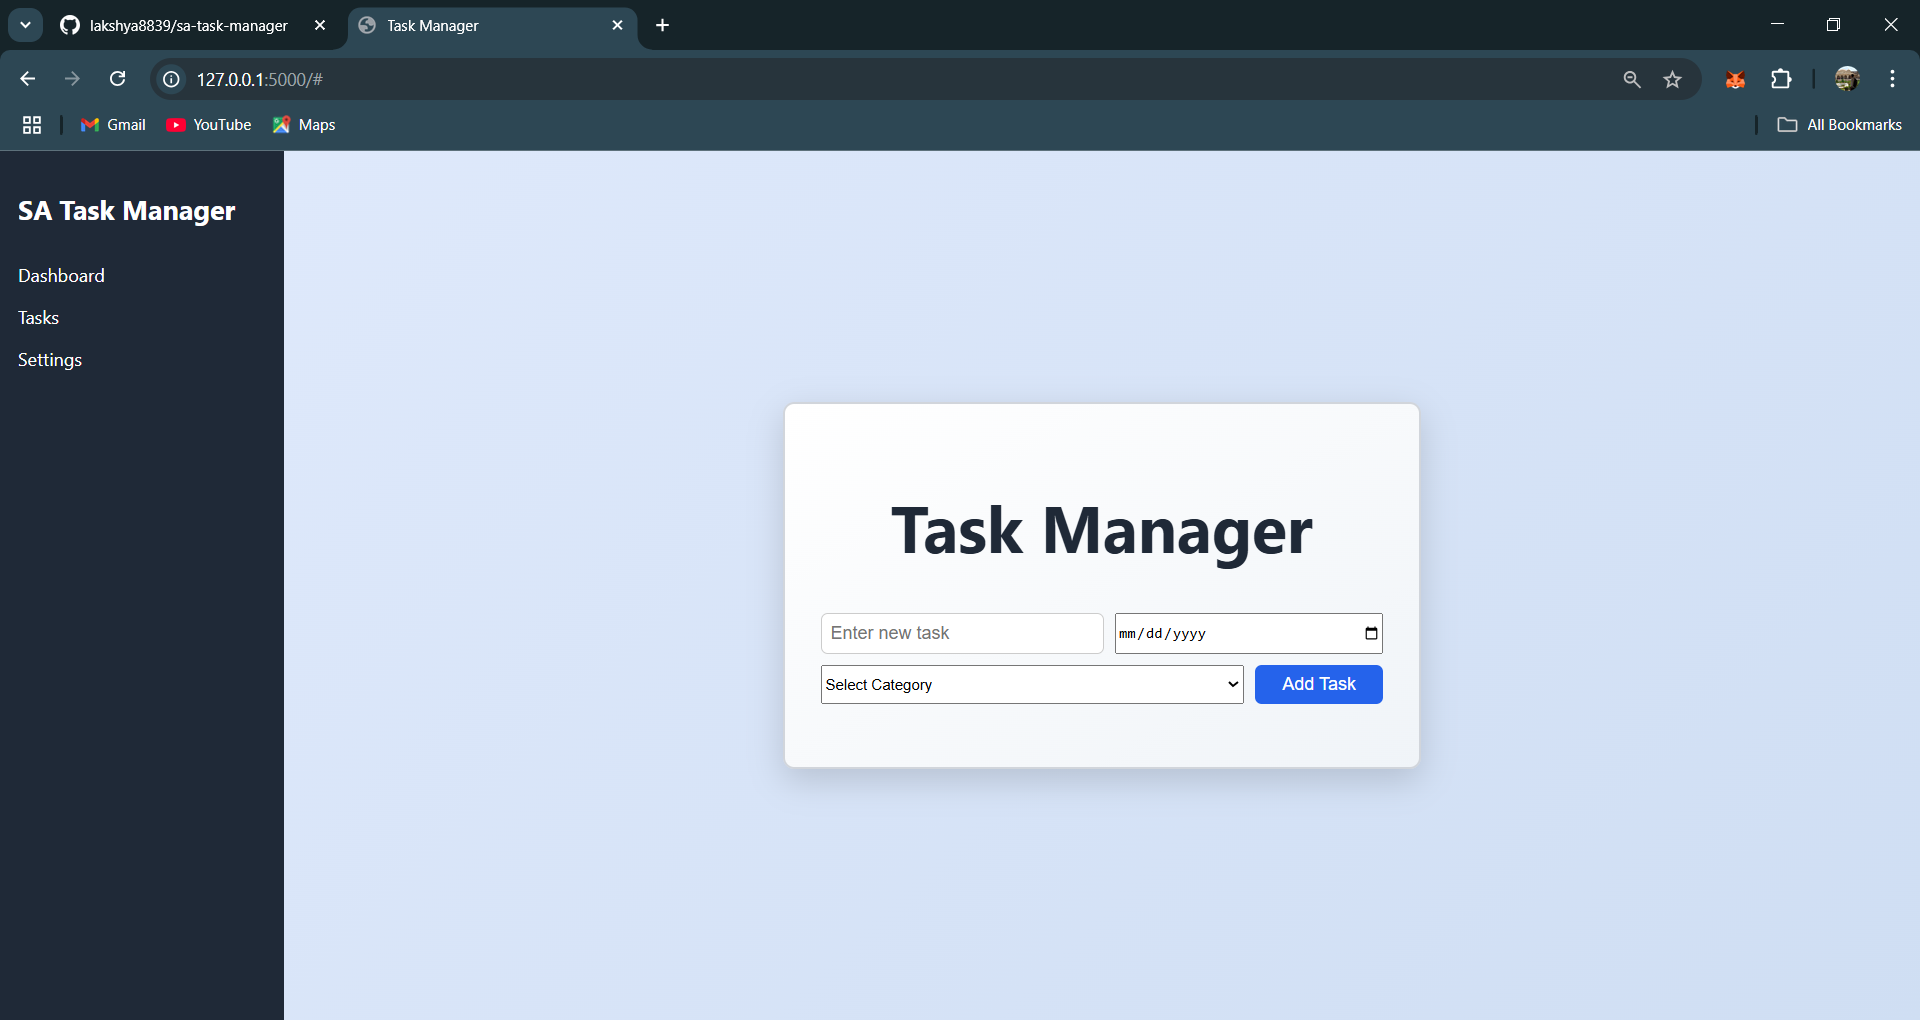 lakshya8839/sa-task-manager
Task Manager
127.0.0.1:5000/#
Gmail
YouTube
Maps
All Bookmarks
SA Task Manager
Dashboard
Tasks
Settings
Task Manager
Enter new task
mm/dd/yyyy
Select Category
Add Task